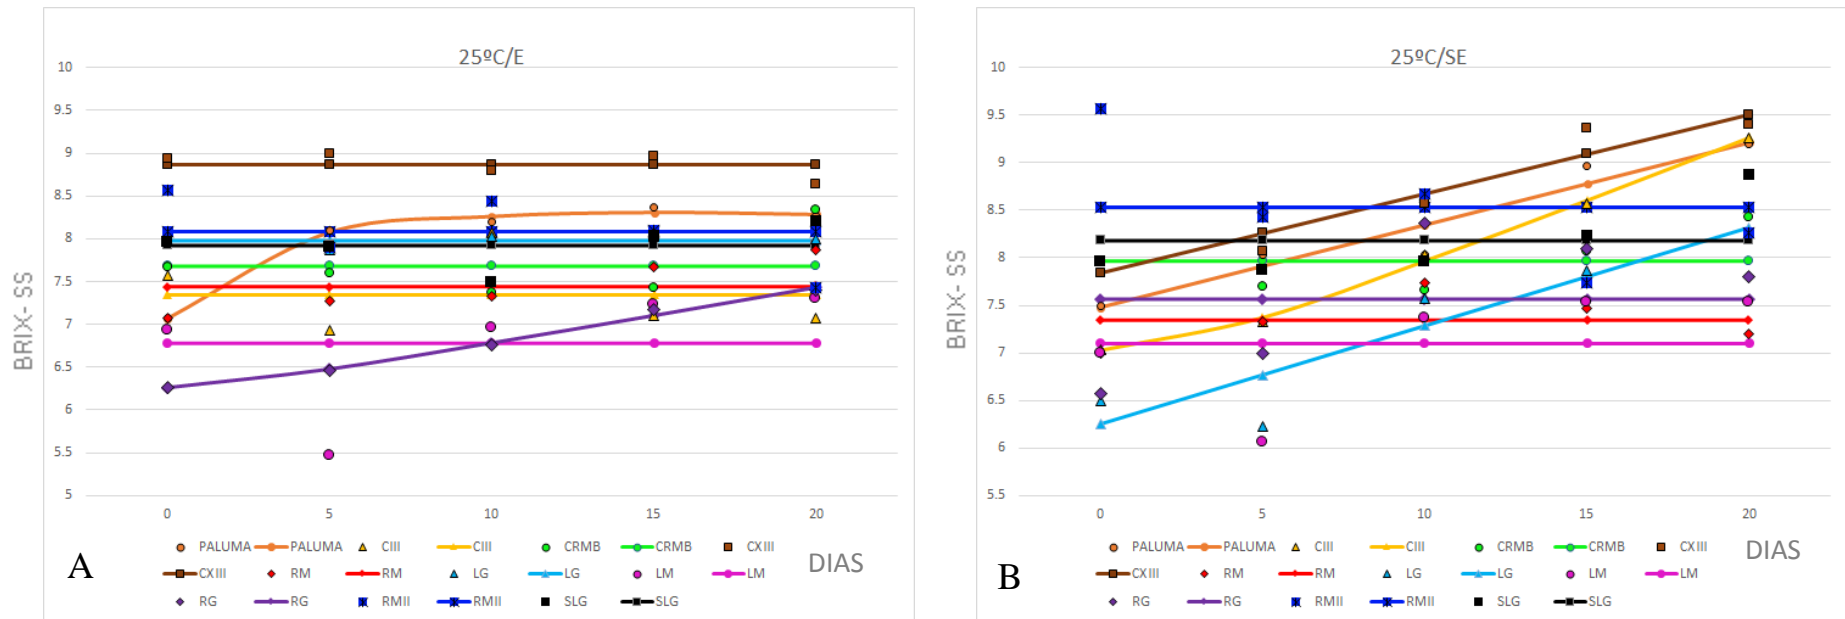 25ºC/E
10
9.5
9
8.5
8
7.5
7
6.5
6
5.5
5
BRIX- SS
0 5 10 15 20
PALUMA PALUMA CIII CIII CRMB CRMB CXIII
CXIII RM RM LG LG LM LM
RG RG RMII RMII SLG SLG
A
DIAS
25ºC/SE
10
9.5
9
8.5
8
7.5
7
6.5
6
5.5
BRIX- SS
0 5 10 15 20
PALUMA PALUMA CIII CIII CRMB CRMB CXIII
CXIII RM RM LG LG LM LM
RG RG RMII RMII SLG SLG
B
DIAS